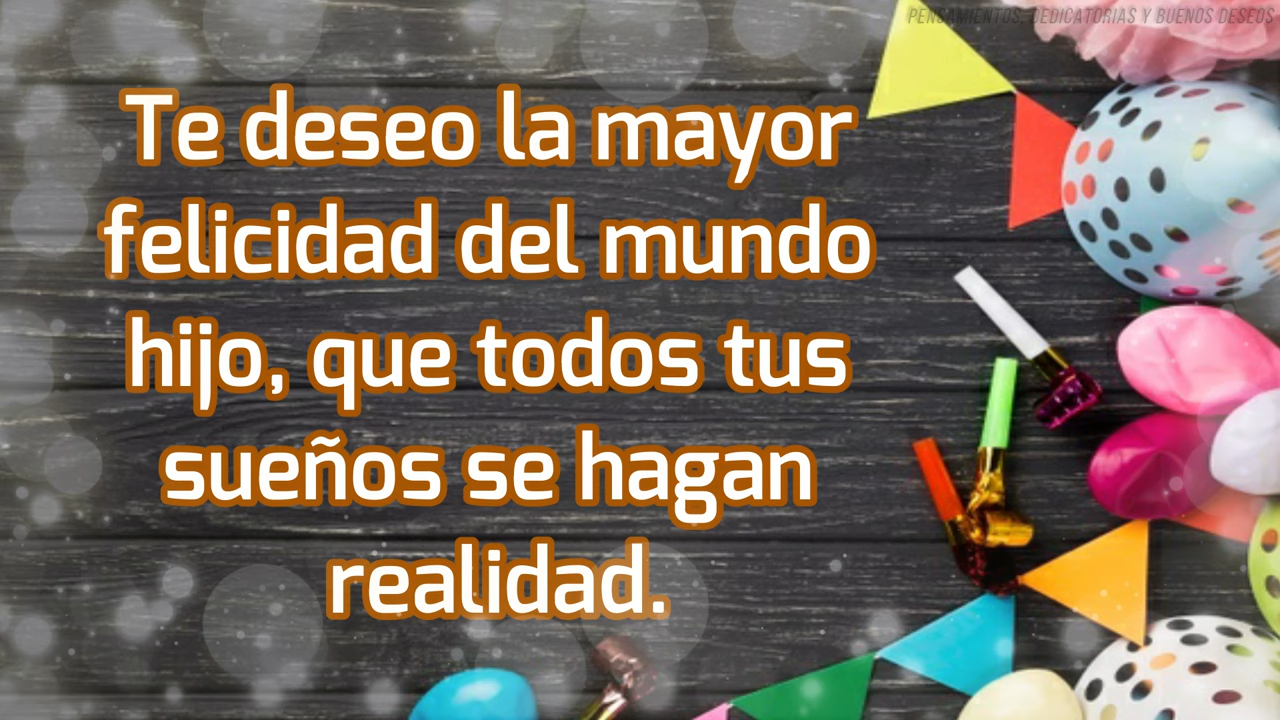 PENSAMIENTOS, DEDICATORIAS Y BUENOS DESEOS
Te deseo la mayor
felicidad del mundo
hijo, que todos tus
sueños se hagan
realidad.